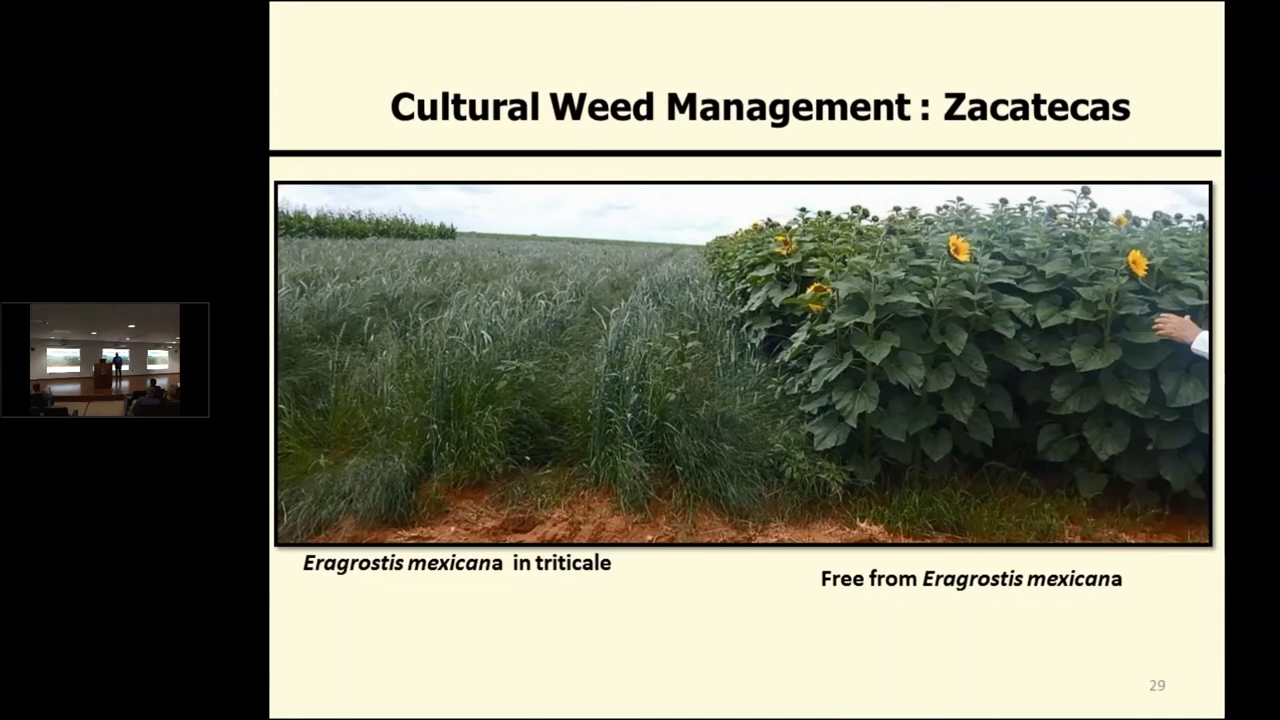 Cultural Weed Management : Zacatecas
Eragrostis mexicana in triticale
Free from Eragrostis mexicana
29